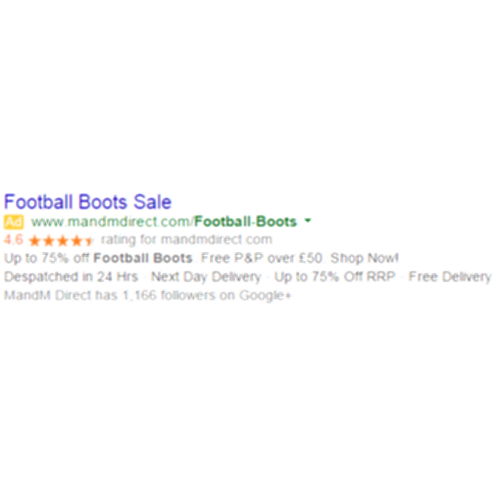 Football Boots Sale
Ad www.mandmdirect.com/Football-Boots
4.6 rating for mandmdirect.com
Up to 75% off Football Boots. Free P&P over £50. Shop Now!
Despatched in 24 Hrs · Next Day Delivery · Up to 75% Off RRP · Free Delivery
MandM Direct has 1,166 followers on Google+